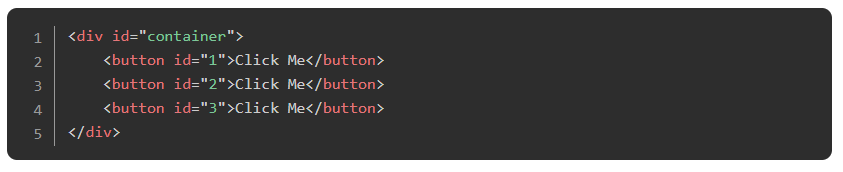 1 <div id="container">
2     <button id="1">Click Me</button>
3     <button id="2">Click Me</button>
4     <button id="3">Click Me</button>
5 </div>